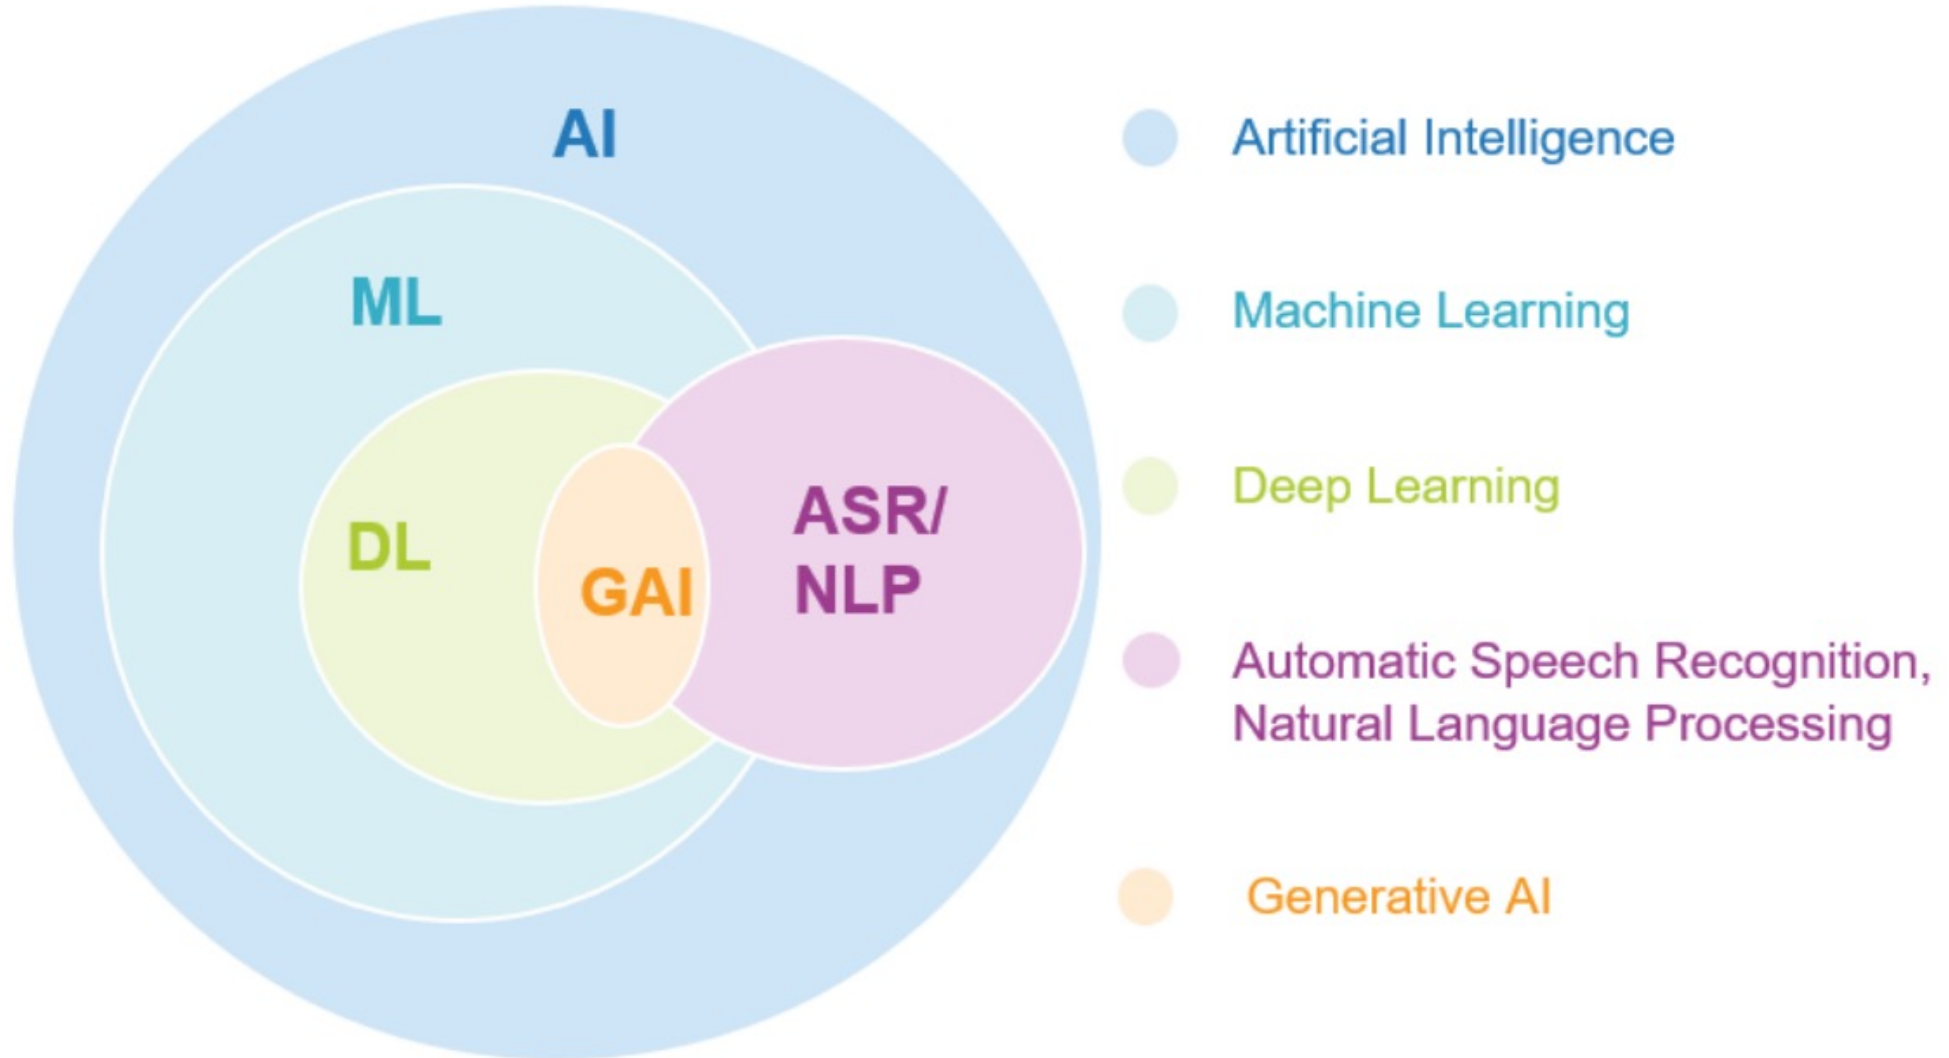 AI
ML
DL
GAI
ASR/
NLP
Artificial Intelligence
Machine Learning
Deep Learning
Automatic Speech Recognition,
Natural Language Processing
Generative AI